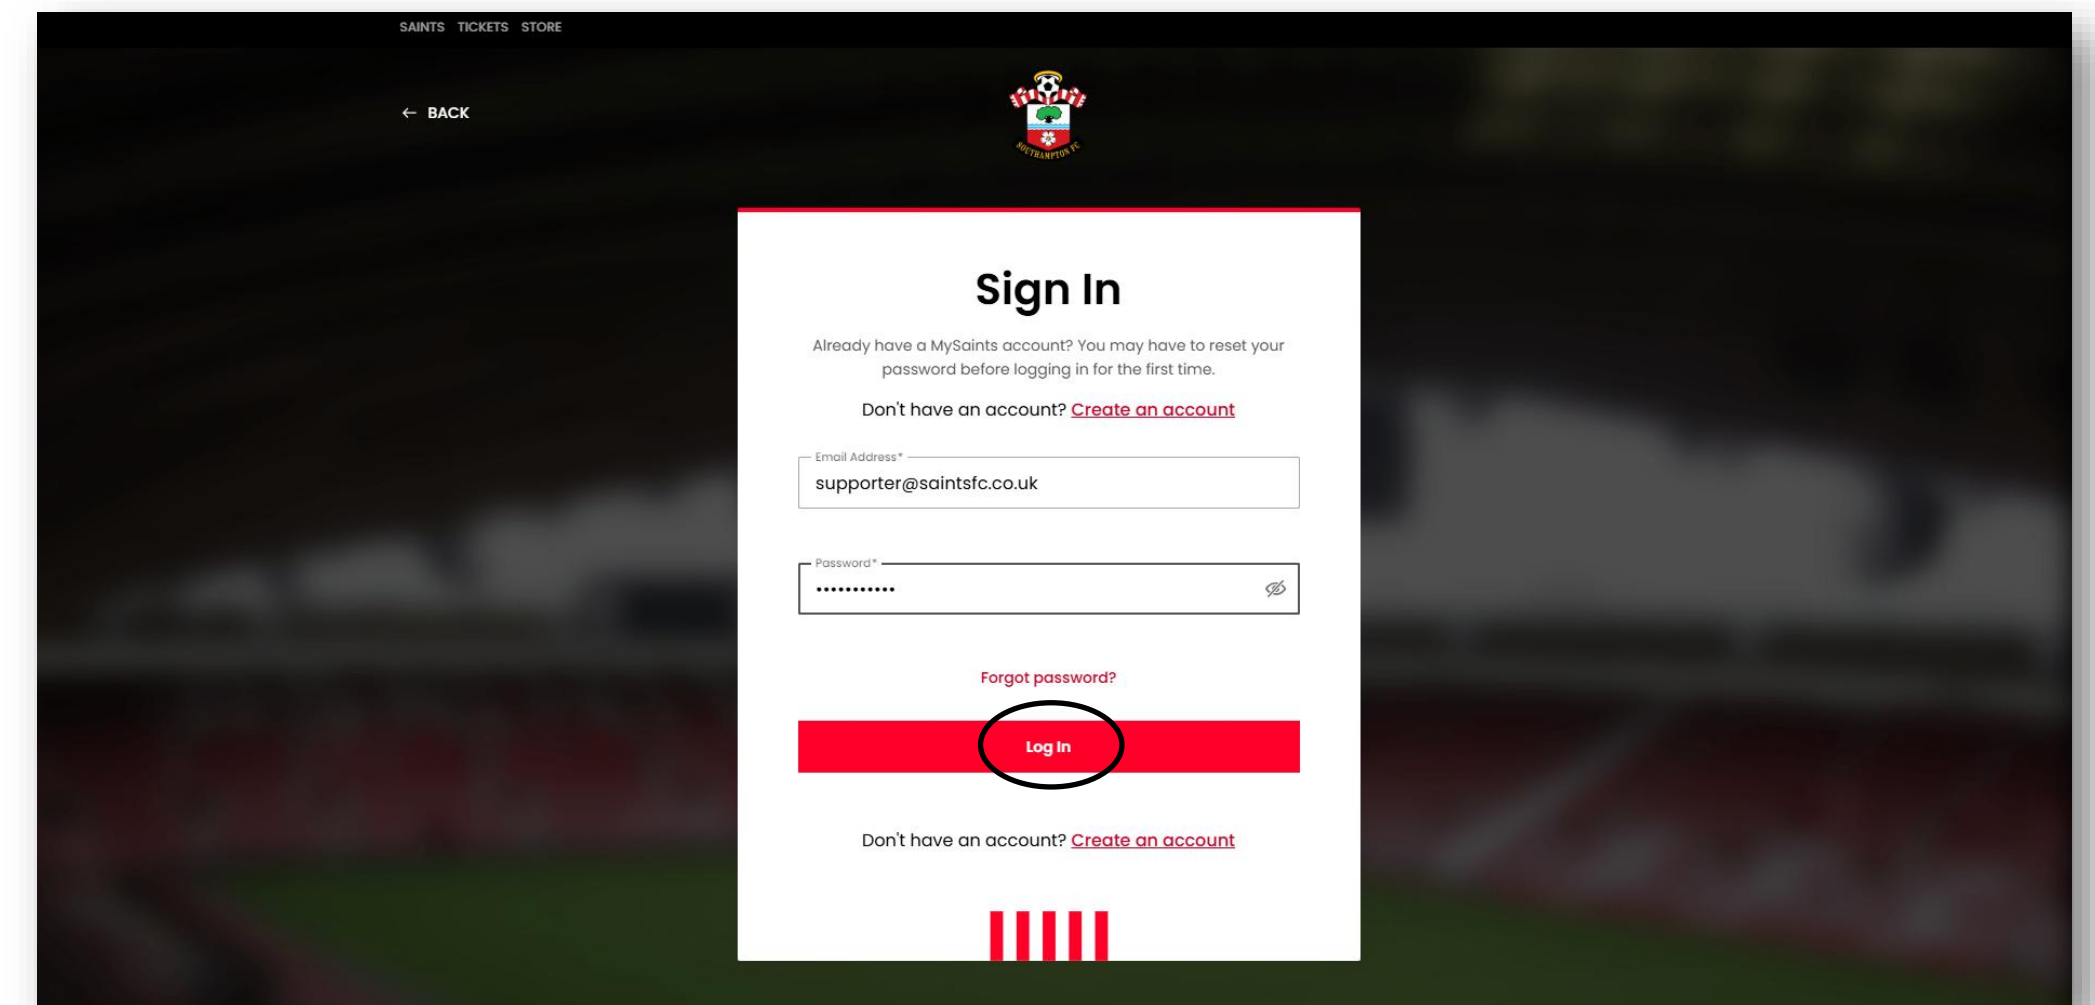 SAINTS TICKETS STORE
← BACK
SOUTHAMPTON FC
Sign In
Already have a MySaints account? You may have to reset your
password before logging in for the first time.
Don't have an account? Create an account
Email Address*
supporter@saintsfc.co.uk
Password*
•••••••••••
Forgot password?
Log In
Don't have an account? Create an account